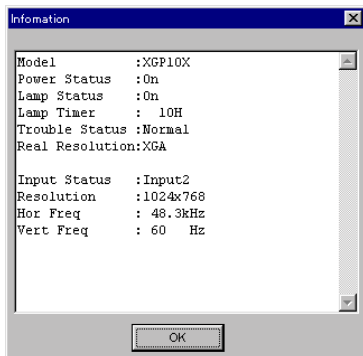 Infomation
Model :XGP10X
Power Status :On
Lamp Status :On
Lamp Timer : 10H
Trouble Status :Normal
Real Resolution:XGA
Input Status :Input2
Resolution :1024x768
Hor Freq : 48.3kHz
Vert Freq : 60 Hz
OK